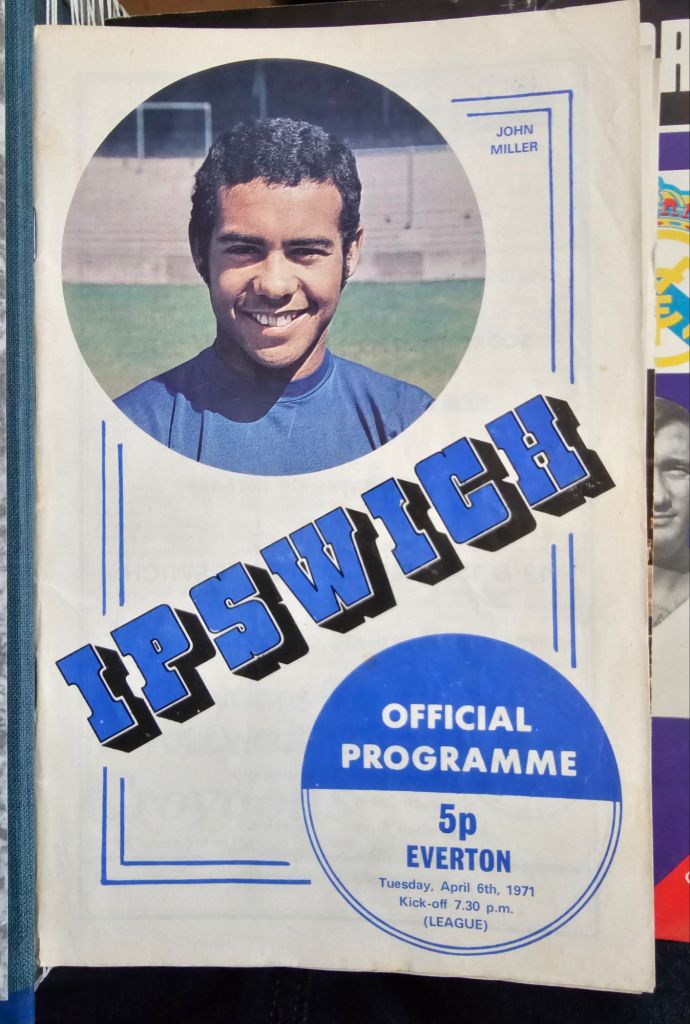 JOHN
MILLER
IPSWICH
OFFICIAL
PROGRAMME
5p
EVERTON
Tuesday, April 6th, 1971
Kick-off 7.30 p.m.
(LEAGUE)